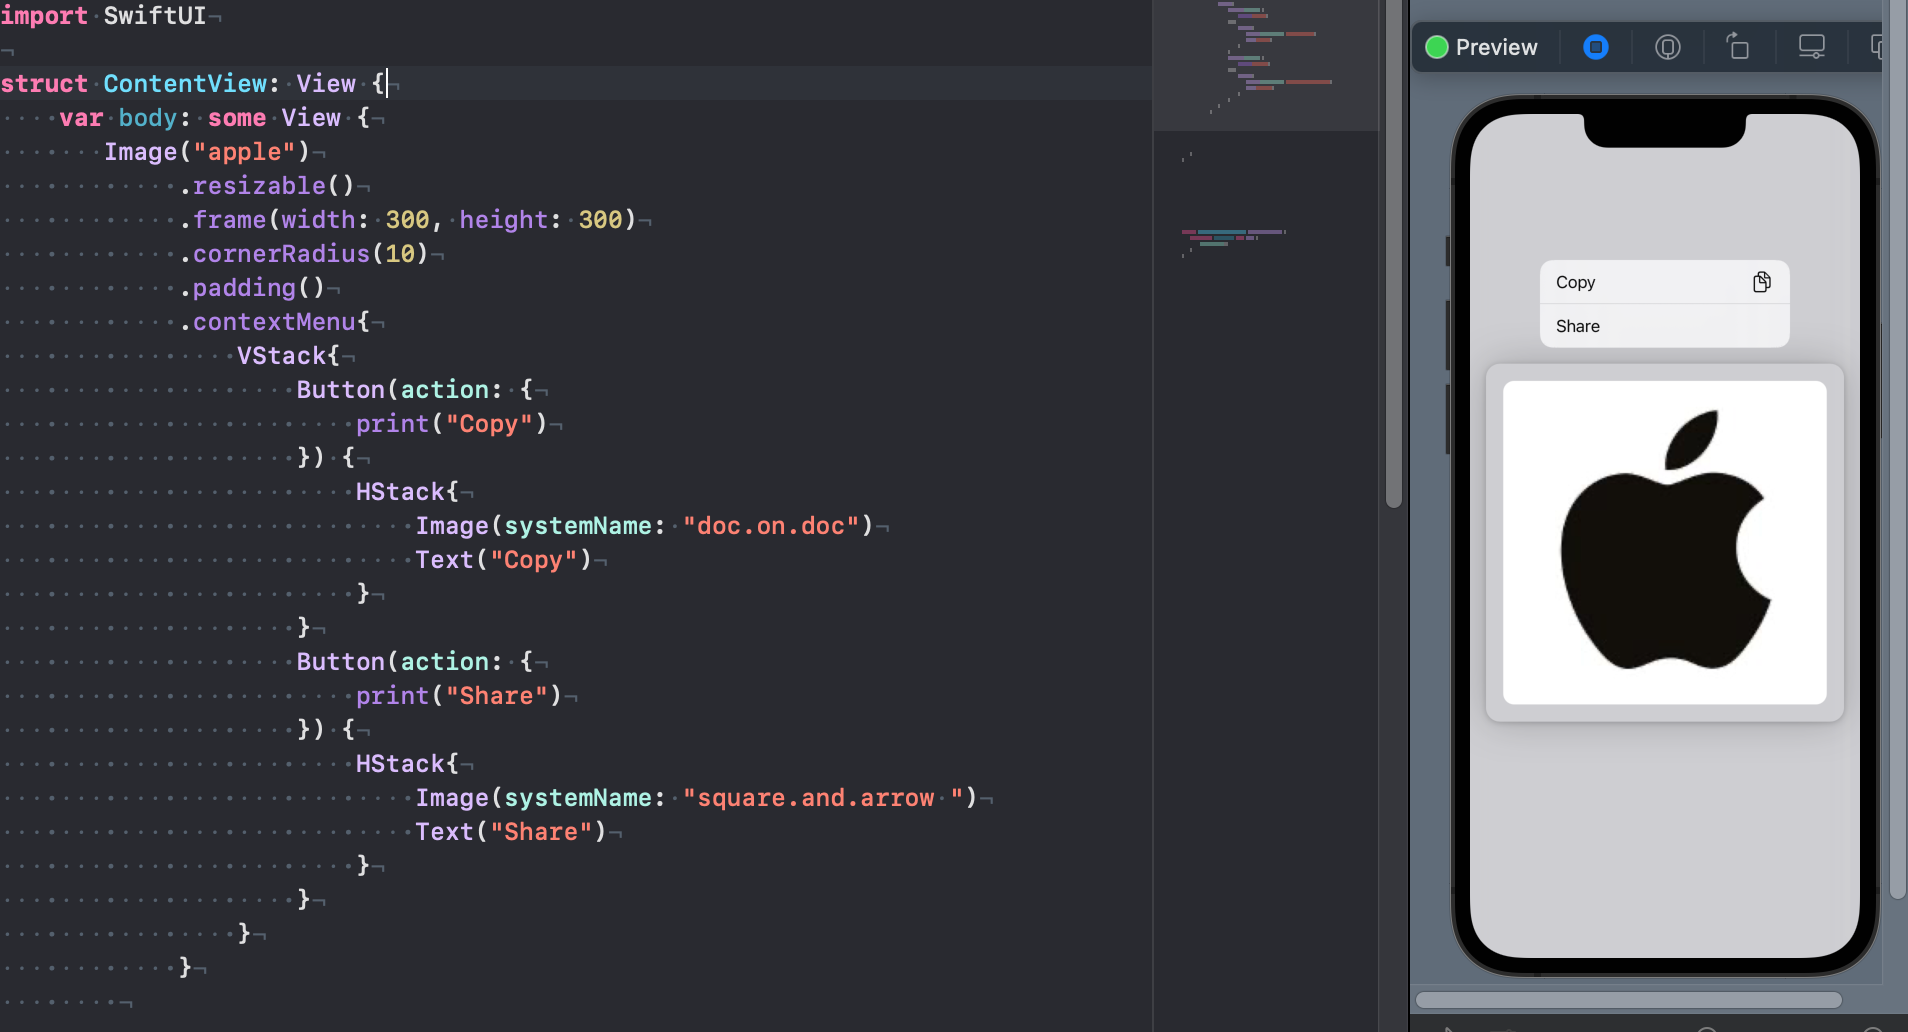 import SwiftUI
struct ContentView: View {
var body: some View {
Image("apple")
.resizable()
.frame(width: 300, height: 300)
.cornerRadius(10)
.padding()
.contextMenu{
VStack{
Button(action: {
print("Copy")
}) {
HStack{
Image(systemName: "doc.on.doc")
Text("Copy")
}
}
Button(action: {
print("Share")
}) {
HStack{
Image(systemName: "square.and.arrow ")
Text("Share")
}
}
}
}
Preview
Copy
Share